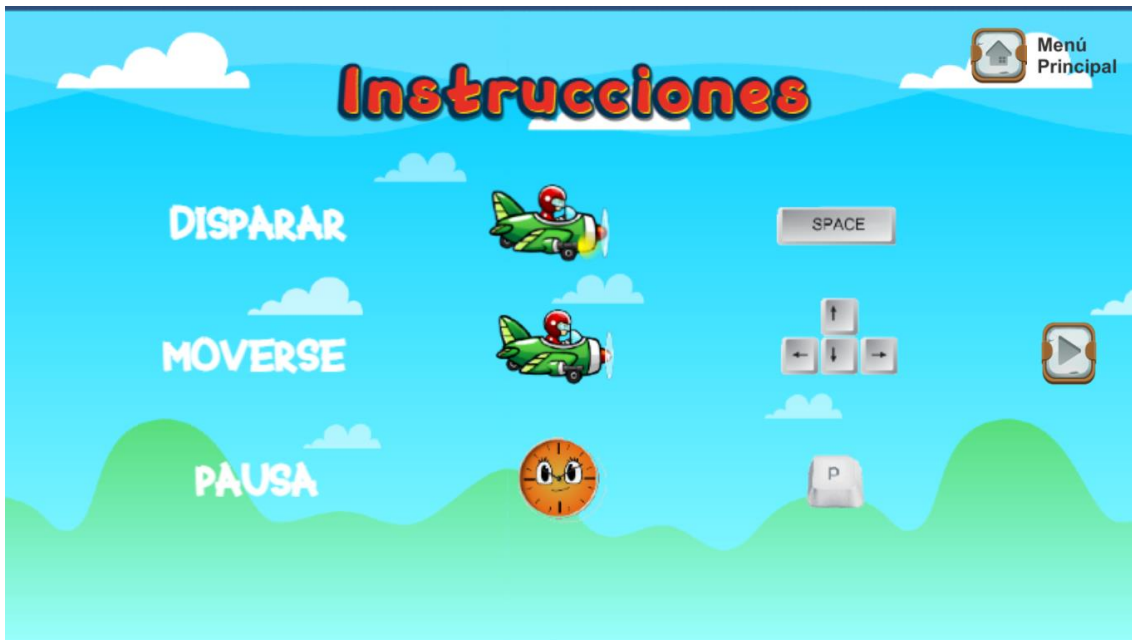 Menú
Principal
Instrucciones
DISPARAR
SPACE
MOVERSE
↑
← ↓ →
PAUSA
P